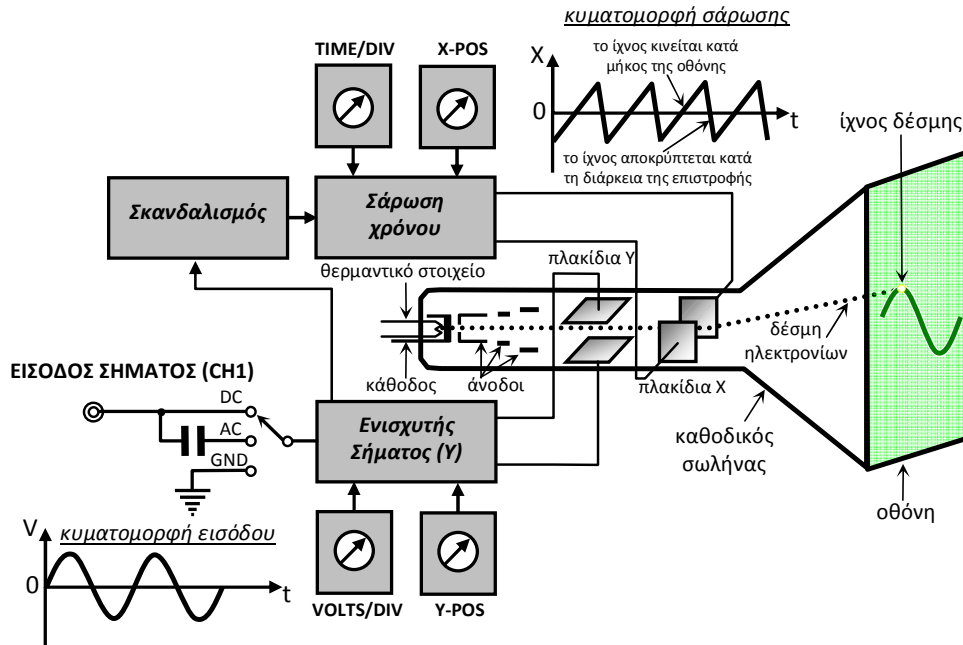 κυματομορφή σάρωσης
TIME/DIV
X-POS
X
το ίχνος κινείται κατά
μήκος της οθόνης
0
t
το ίχνος αποκρύπτεται κατά
τη διάρκεια της επιστροφής
ίχνος δέσμης
Σκανδαλισμός
Σάρωση
χρόνου
θερμαντικό στοιχείο
πλακίδια Y
δέσμη
ηλεκτρονίων
κάθοδος
άνοδοι
πλακίδια X
ΕΙΣΟΔΟΣ ΣΗΜΑΤΟΣ (CH1)
DC
AC
GND
Ενισχυτής
Σήματος (Y)
καθοδικός
σωλήνας
οθόνη
V
κυματομορφή εισόδου
0
t
VOLTS/DIV
Y-POS